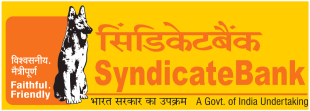 विश्वसनीय.
मैत्रीपूर्ण
Faithful.
Friendly
सिंडिकेटबैंक
SyndicateBank
भारत सरकार का उपक्रम A Govt. of India Undertaking